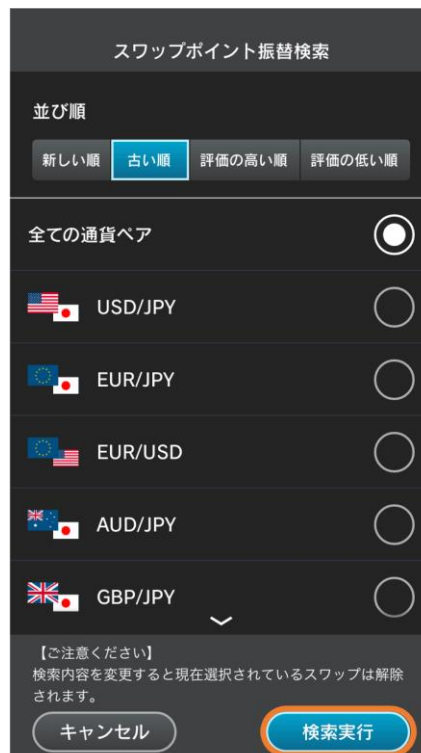 スワップポイント振替検索
並び順
新しい順 古い順 評価の高い順 評価の低い順
全ての通貨ペア
USD/JPY
EUR/JPY
EUR/USD
AUD/JPY
GBP/JPY
【ご注意ください】
検索内容を変更すると現在選択されているスワップは解除
されます。
キャンセル 検索実行